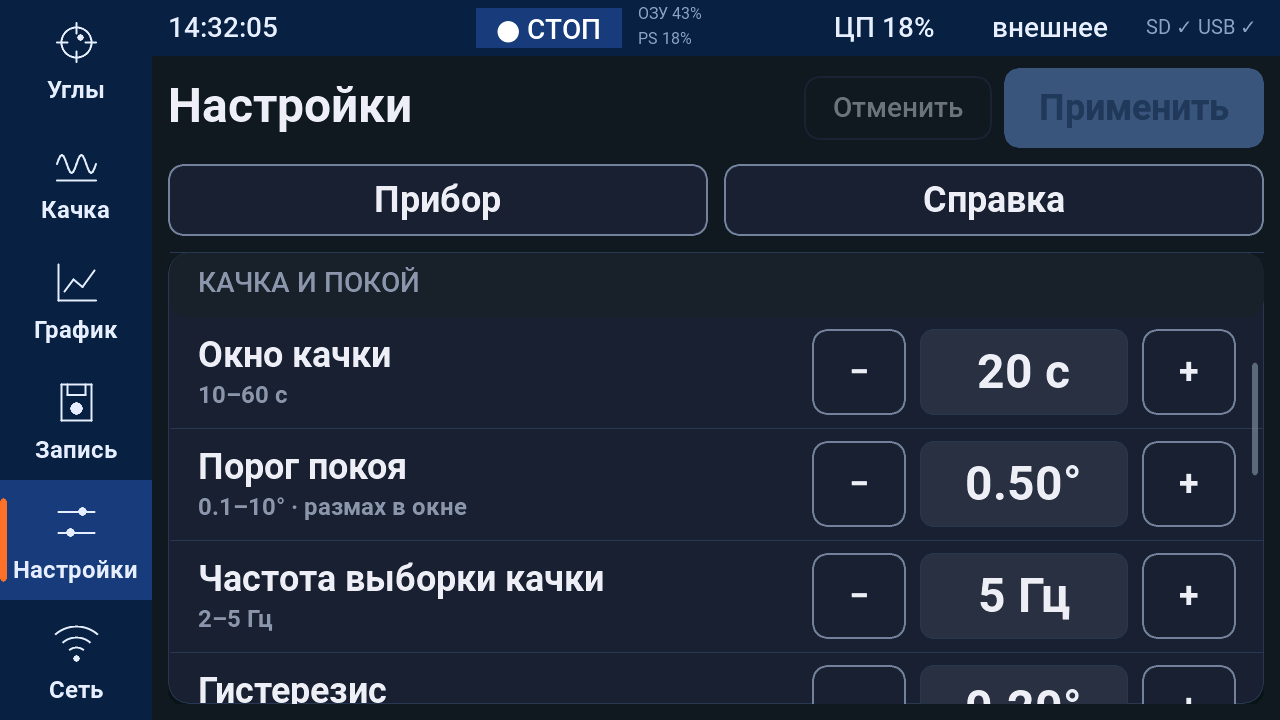 14:32:05
СТОП
ОЗУ 43%
PS 18%
ЦП 18%
внешнее
SD ✓ USB ✓
Углы
Качка
График
Запись
Настройки
Сеть
Настройки
Отменить
Применить
Прибор
Справка
КАЧКА И ПОКОЙ
Окно качки
10–60 с
− 20 с +
Порог покоя
0.1–10° · размах в окне
− 0.50° +
Частота выборки качки
2–5 Гц
− 5 Гц +
Гистерезис
0.20° +